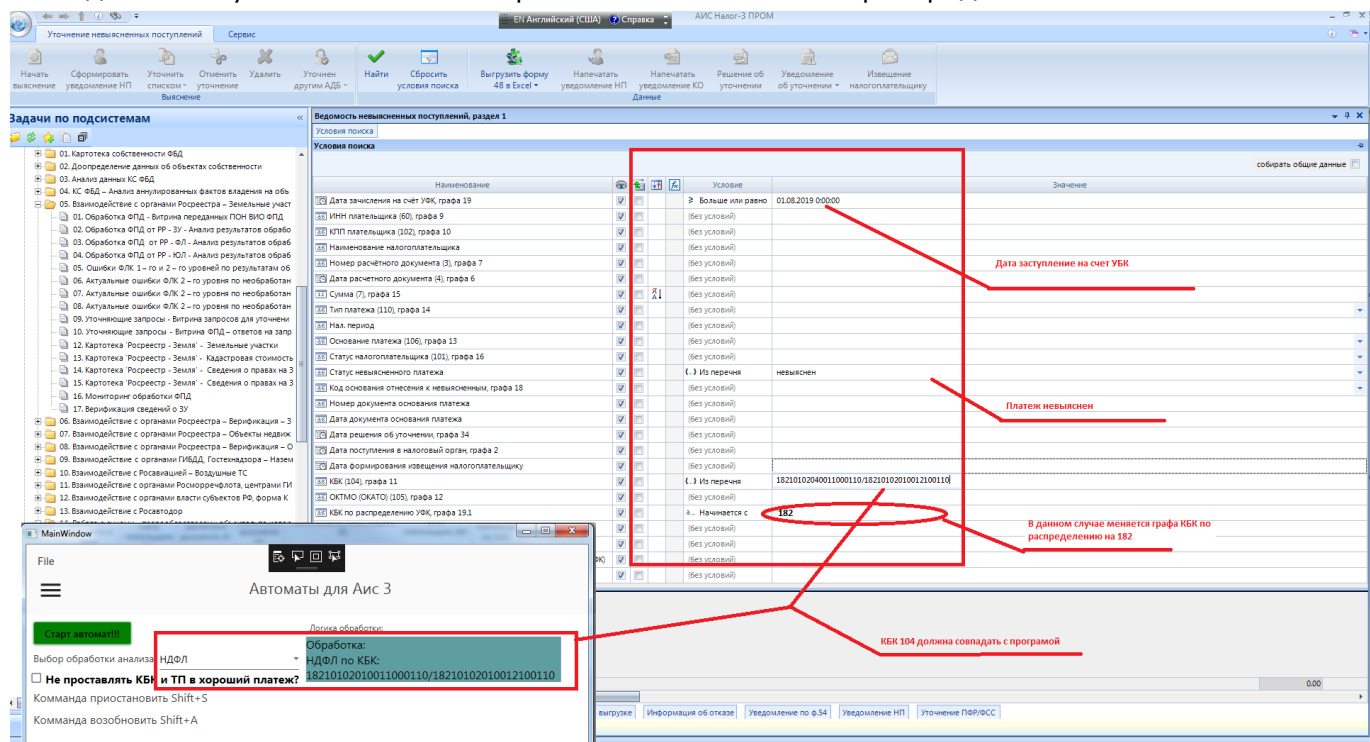 EN Английский (США) Справка АИС Налог-3 ПРОМ
Уточнение невыясненных поступлений Сервис
Начать выяснение
Сформировать уведомление НП
Уточнить списком
Отменить уточнение
Удалить
Уточнен другим АДБ
Найти
Сбросить условия поиска
Выгрузить форму 48 в Excel
Напечатать уведомление НП
Напечатать уведомление КО
Решение об уточнении
Уведомление об уточнении
Извещение налогоплательщику
Выяснение
Данные
Задачи по подсистемам «
01. Картотека собственности ФБД
02. Доопределение данных об объектах собственности
03. Анализ данных КС ФБД
04. КС ФБД – Анализ аннулированных фактов владения на объ
05. Взаимодействие с органами Росреестра – Земельные участ
01. Обработка ФПД - Витрина переданных ПОН ВИО ФПД
02. Обработка ФПД от РР - ЗУ - Анализ результатов обрабо
03. Обработка ФПД от РР - ФЛ - Анализ результатов обраб
04. Обработка ФПД от РР - ЮЛ - Анализ результатов обраб
05. Ошибки ФЛК 1 – го и 2 – го уровней по результатам об
06. Актуальные ошибки ФЛК 2 – го уровня по необработан
07. Актуальные ошибки ФЛК 2 – го уровня по необработан
08. Актуальные ошибки ФЛК 2 – го уровня по необработан
09. Уточняющие запросы - Витрина запросов для уточнени
10. Уточняющие запросы - Витрина ФПД – ответов на запр
12. Картотека 'Росреестр - Земля' - Земельные участки
13. Картотека 'Росреестр - Земля' - Кадастровая стоимость
14. Картотека 'Росреестр - Земля' - Сведения о правах на З
15. Картотека 'Росреестр - Земля' - Сведения о правах на З
16. Мониторинг обработки ФПД
17. Верификация сведений о ЗУ
06. Взаимодействие с органами Росреестра – Верификация – З
07. Взаимодействие с органами Росреестра – Объекты недвиж
08. Взаимодействие с органами Росреестра – Верификация – О
09. Взаимодействие с органами ГИБДД, Гостехнадзора – Назем
10. Взаимодействие с Росавиацией – Воздушные ТС
11. Взаимодействие с органами Росморречфлота, центрами ГИ
12. Взаимодействие с органами власти субъектов РФ, форма К
13. Взаимодействие с Росавтодор
Ведомость невыясненных поступлений, раздел 1
Условия поиска
Условия поиска
собирать общие данные
Наименование Условие Значение
Дата зачисления на счёт УФК, графа 19 ≥ Больше или равно 01.08.2019 0:00:00
ИНН плательщика (60), графа 9 (без условий)
КПП плательщика (102), графа 10 (без условий)
Наименование налогоплательщика (без условий)
Номер расчётного документа (3), графа 7 (без условий)
Дата расчетного документа (4), графа 6 (без условий)
Сумма (7), графа 15 (без условий)
Тип платежа (110), графа 14 (без условий)
Нал. период (без условий)
Основание платежа (106), графа 13 (без условий)
Статус налогоплательщика (101), графа 16 (без условий)
Статус невыясненного платежа {..} Из перечня невыяснен
Код основания отнесения к невыясненным, графа 18 (без условий)
Номер документа основания платежа (без условий)
Дата документа основания платежа (без условий)
Дата решения об уточнении, графа 34 (без условий)
Дата поступления в налоговый орган, графа 2 (без условий)
Дата формирования извещения налогоплательщику (без условий)
КБК (104), графа 11 {..} Из перечня 18210102040011000110/18210102010012100110
ОКТМО (ОКАТО) (105), графа 12 (без условий)
КБК по распределению УФК, графа 19.1 а... Начинается с 182
(без условий)
(без условий)
ФК) (без условий)
(без условий)
Дата заступление на счет УБК
Платеж невыяснен
В данном случае меняется графа КБК по
распределению на 182
КБК 104 должна совпадать с програмой
0.00
выгрузке Информация об отказе Уведомление по ф.54 Уведомление НП Уточнение ПФР/ФСС
MainWindow
File
Автоматы для Аис 3
Старт автомат!!!
Логика обработки:
Выбор обработки анализа: НДФЛ
Обработка:
НДФЛ по КБК:
18210102010011000110/18210102010012100110
Не проставлять КБК и ТП в хороший платеж?
Комманда приостановить Shift+S
Комманда возобновить Shift+A